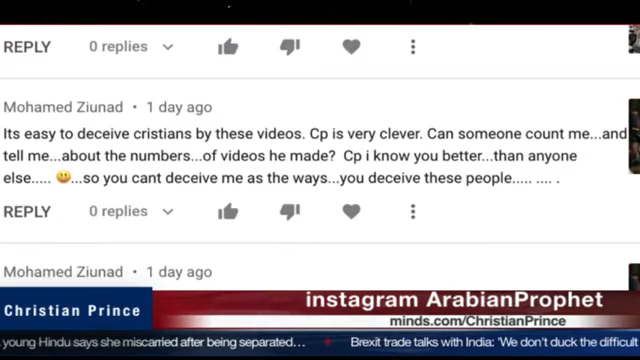 REPLY 0 replies
Mohamed Ziunad • 1 day ago
Its easy to deceive cristians by these videos. Cp is very clever. Can someone count me...and
tell me...about the numbers...of videos he made? Cp i know you better...than anyone
else..... 😃...so you cant deceive me as the ways...you deceive these people..... .... .
REPLY 0 replies
Mohamed Ziunad • 1 day ago
Christian Prince
instagram ArabianProphet
minds.com/ChristianPrince
young Hindu says she miscarried after being separated... • Brexit trade talks with India: 'We don't duck the difficult